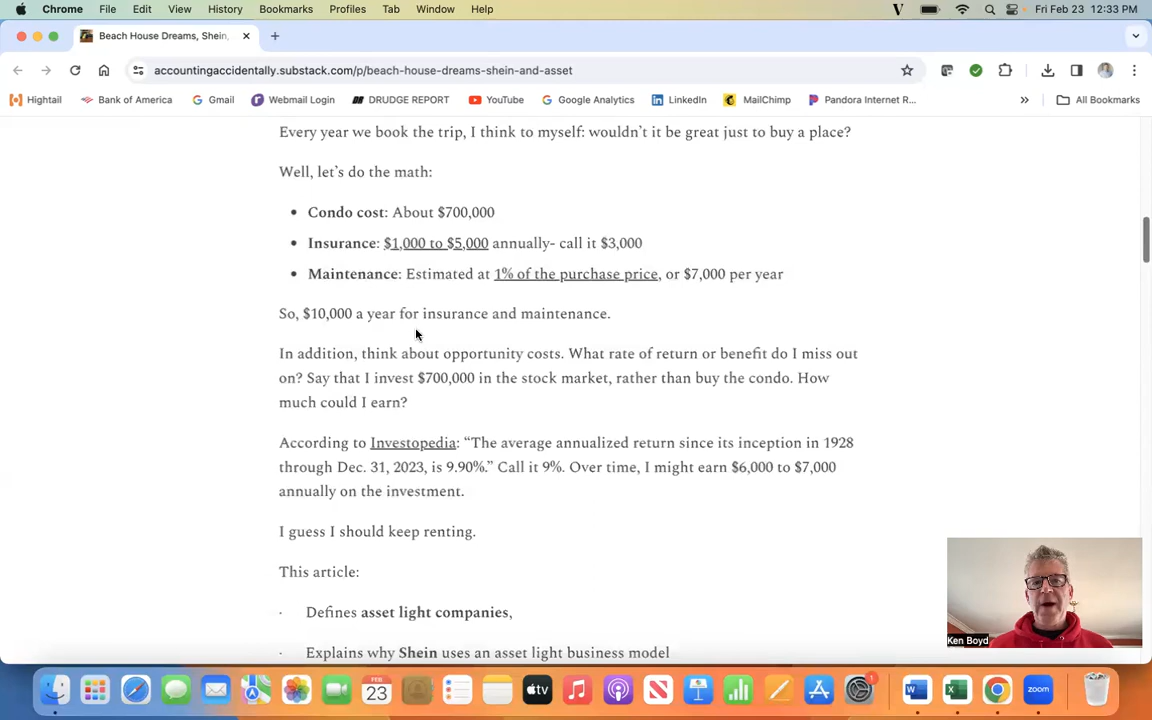 Chrome File Edit View History Bookmarks Profiles Tab Window Help Fri Feb 23 12:33 PM
Beach House Dreams, Shein,
accountingaccidentally.substack.com/p/beach-house-dreams-shein-and-asset
Hightail Bank of America Gmail Webmail Login DRUDGE REPORT YouTube Google Analytics LinkedIn MailChimp Pandora Internet R... » All Bookmarks
Every year we book the trip, I think to myself: wouldn’t it be great just to buy a place?
Well, let’s do the math:
• Condo cost: About $700,000
• Insurance: $1,000 to $5,000 annually- call it $3,000
• Maintenance: Estimated at 1% of the purchase price, or $7,000 per year
So, $10,000 a year for insurance and maintenance.
In addition, think about opportunity costs. What rate of return or benefit do I miss out
on? Say that I invest $700,000 in the stock market, rather than buy the condo. How
much could I earn?
According to Investopedia: “The average annualized return since its inception in 1928
through Dec. 31, 2023, is 9.90%.” Call it 9%. Over time, I might earn $6,000 to $7,000
annually on the investment.
I guess I should keep renting.
This article:
· Defines asset light companies,
· Explains why Shein uses an asset light business model
Ken Boyd
FEB
23
tv
1
W
X
zoom